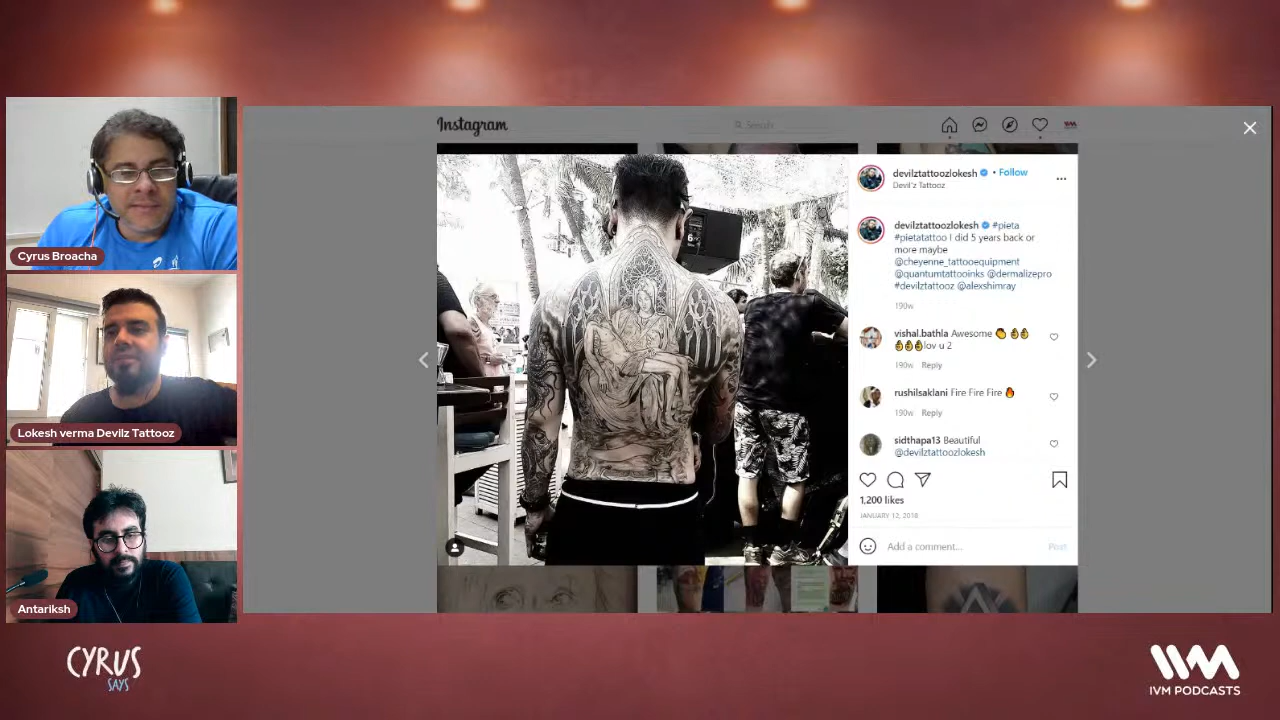 Cyrus Broacha
Lokesh verma Devilz Tattooz
Antariksh
CYRUS
SAYS
Instagram
Search
devilztattoozlokesh • Follow
Devil'z Tattooz
devilztattoozlokesh #pieta
#pietatattoo I did 5 years back or
more maybe
@cheyenne_tattooequipment
@quantumtattooinks @dermalizepro
#devilztattooz @alexshimray
190w
vishal.bathla Awesome 👏 👌👌
👌👌👌lov u 2
190w Reply
rushilsaklani Fire Fire Fire 🔥
190w Reply
sidthapa13 Beautiful
@devilztattoozlokesh
1,200 likes
JANUARY 12, 2018
Add a comment...
Post
IVM PODCASTS